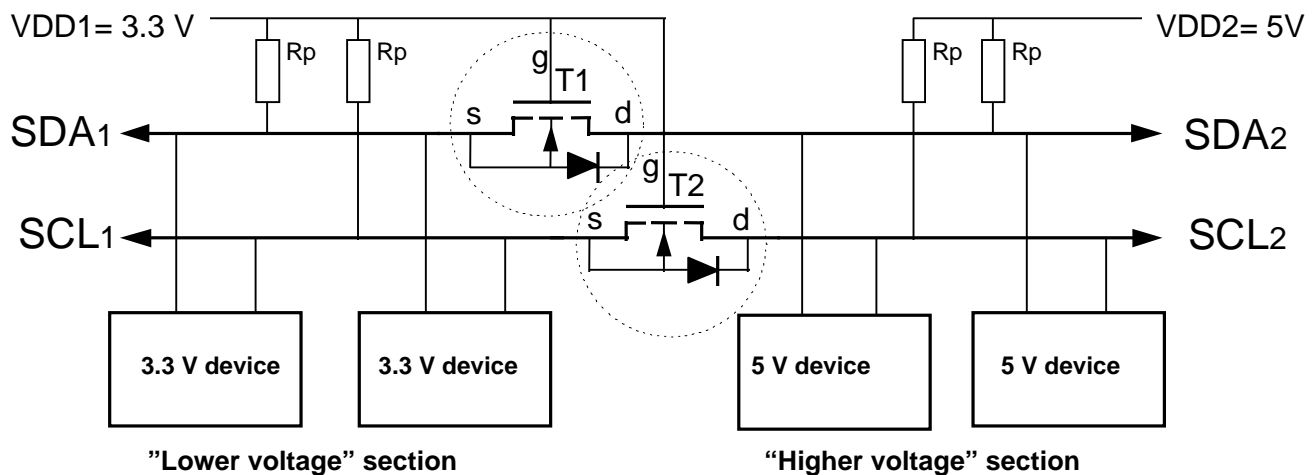 VDD1= 3.3 V
VDD2= 5V
Rp
Rp
Rp
Rp
g
T1
s
d
SDA1
SDA2
g
T2
s
d
SCL1
SCL2
3.3 V device
3.3 V device
5 V device
5 V device
”Lower voltage” section
“Higher voltage” section